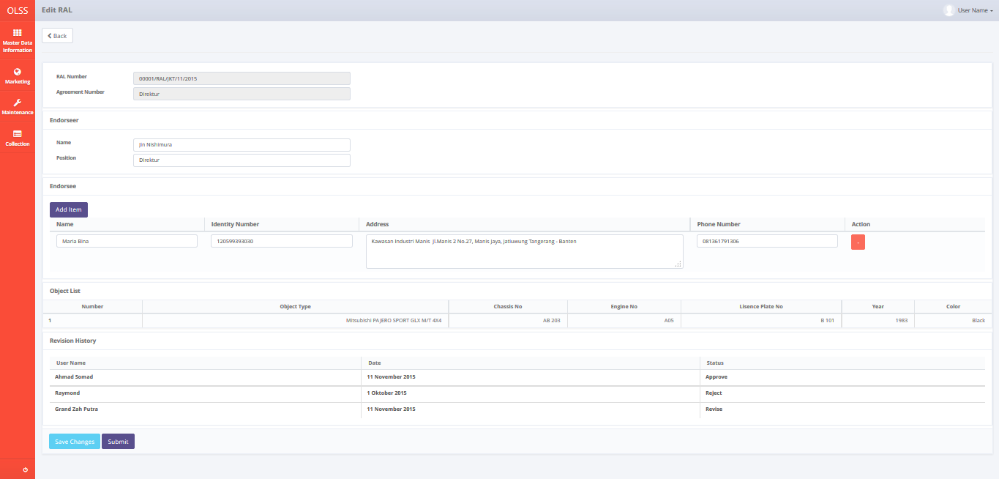 OLSS
Edit RAL
User Name
Master Data
Information
Marketing
Maintenance
Collection
Back
RAL Number
00001/RAL/JKT/11/2015
Agreement Number
Direktur
Endorseer
Name
Jin Nishimura
Position
Direktur
Endorsee
Add Item
Name Identity Number Address Phone Number Action
Maria Bina 120599393030 Kawasan Industri Manis Jl.Manis 2 No.27, Manis Jaya, Jatiuwung Tangerang - Banten 081361791306 -
Object List
Number Object Type Chassis No Engine No Lisence Plate No Year Color
1 Mitsubishi PAJERO SPORT GLX M/T 4X4 AB 203 A05 B 101 1983 Black
Revision History
User Name Date Status
Ahmad Somad 11 November 2015 Approve
Raymond 1 Oktober 2015 Reject
Grand Zah Putra 11 November 2015 Revise
Save Changes Submit